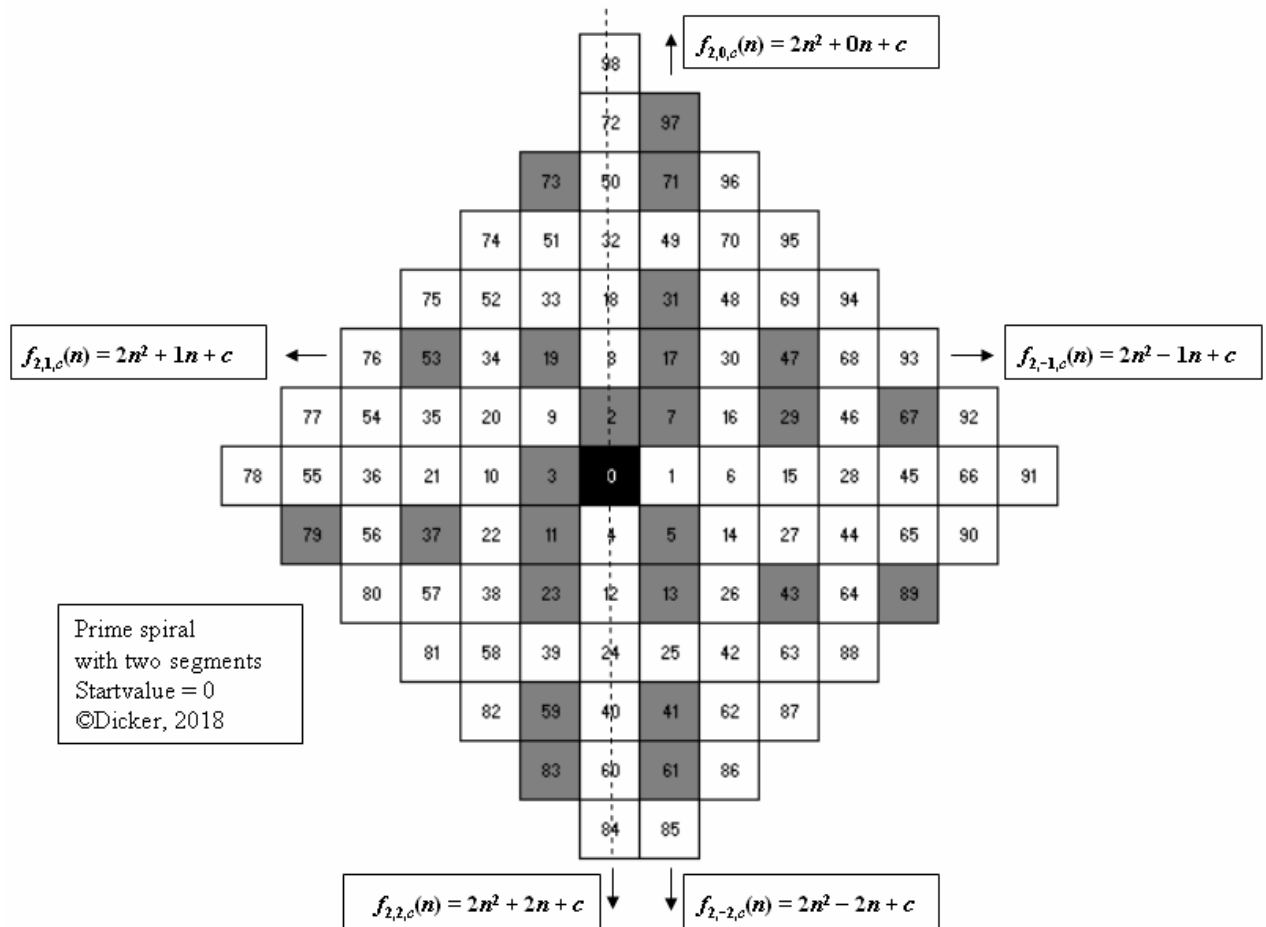 98
f₂,₀,c(n) = 2n² + 0n + c
72 97
73 50 71 96
74 51 32 49 70 95
75 52 33 18 31 48 69 94
f₂,₁,c(n) = 2n² + 1n + c
76 53 34 19 8 17 30 47 68 93
f₂,₋₁,c(n) = 2n² − 1n + c
77 54 35 20 9 2 7 16 29 46 67 92
78 55 36 21 10 3 0 1 6 15 28 45 66 91
79 56 37 22 11 4 5 14 27 44 65 90
80 57 38 23 12 13 26 43 64 89
81 58 39 24 25 42 63 88
82 59 40 41 62 87
83 60 61 86
84 85
Prime spiral
with two segments
Startvalue = 0
©Dicker, 2018
f₂,₂,c(n) = 2n² + 2n + c
f₂,₋₂,c(n) = 2n² − 2n + c